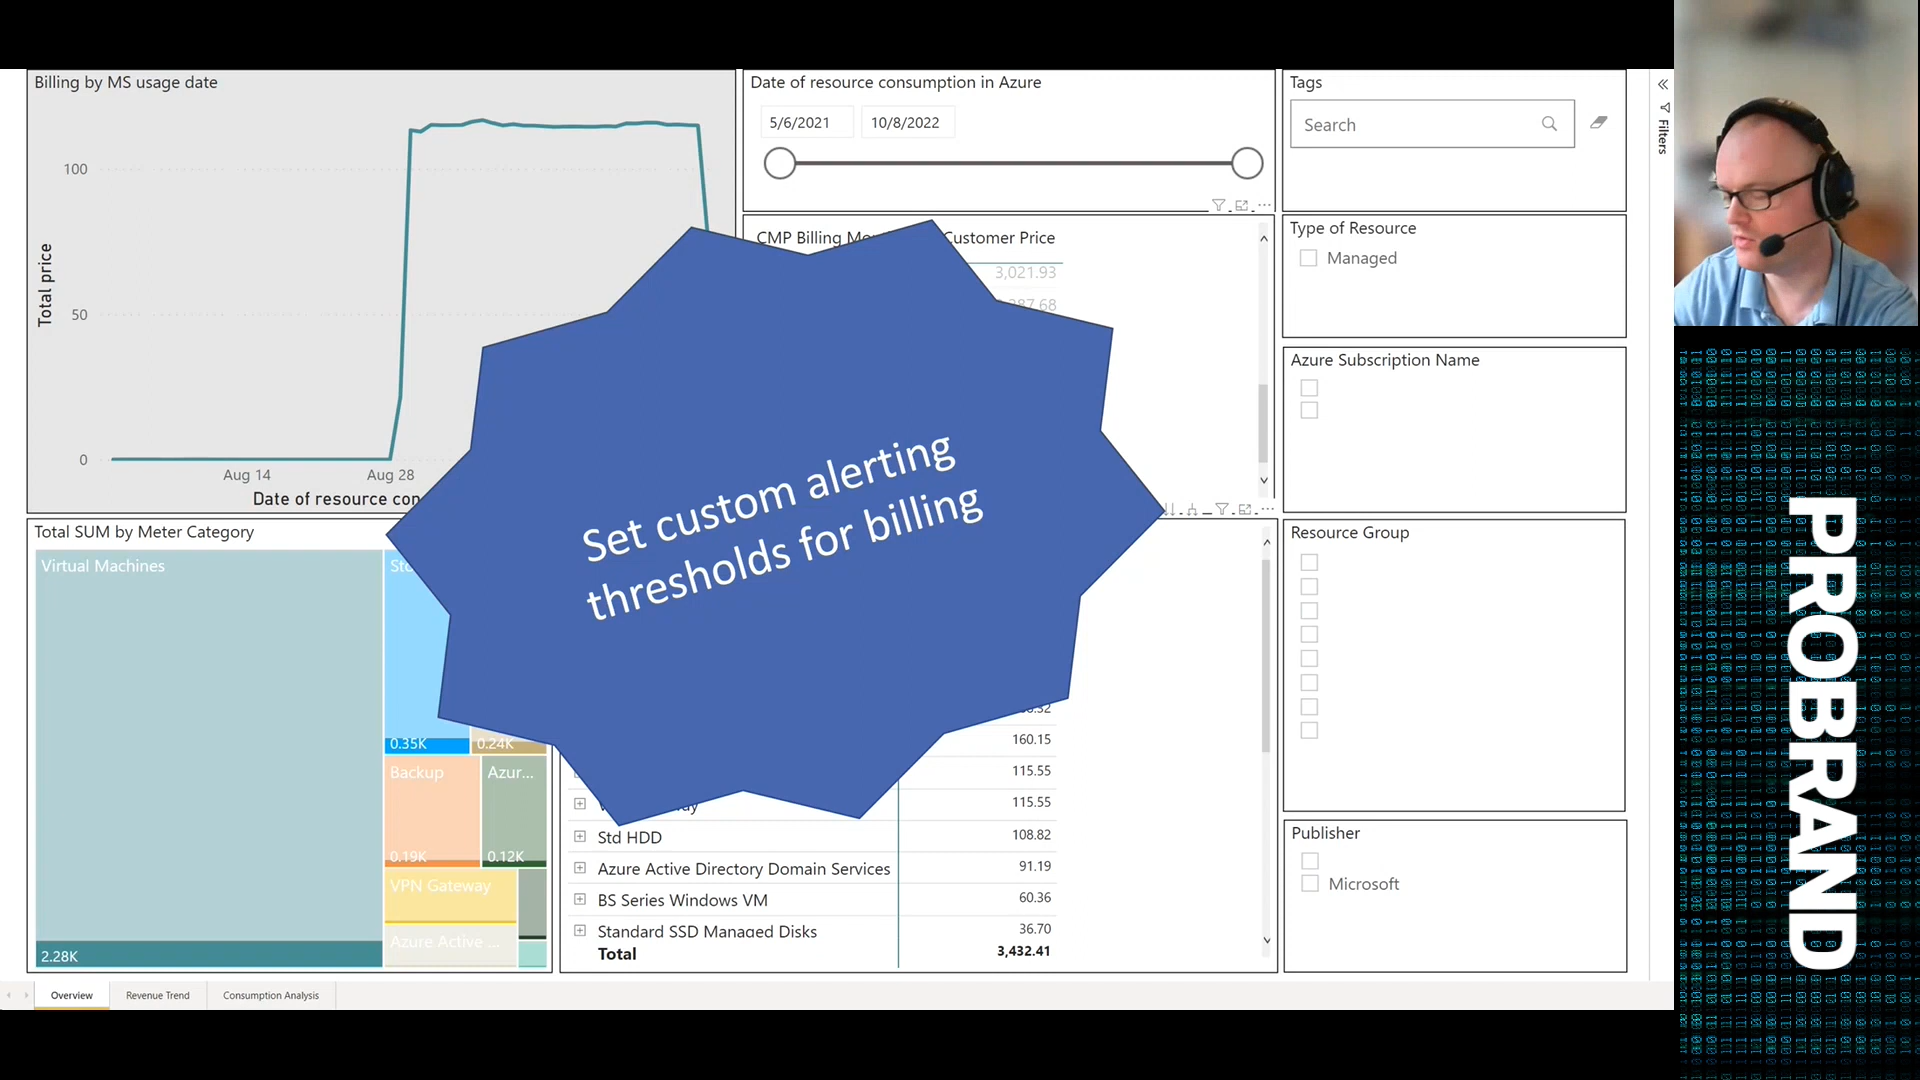 Billing by MS usage date
100
50
0
Total price
Aug 14
Aug 28
Date of resource con
Date of resource consumption in Azure
5/6/2021
10/8/2022
CMP Billing
Customer Price
3,021.93
287.68
Set custom alerting
thresholds for billing
Total SUM by Meter Category
Virtual Machines
2.28K
0.35K
0.24K
Backup
0.19K
Azur...
0.12K
VPN Gateway
Azure Active ...
160.15
115.55
115.55
Std HDD 108.82
Azure Active Directory Domain Services 91.19
BS Series Windows VM 60.36
Standard SSD Managed Disks 36.70
Total 3,432.41
Tags
Search
Type of Resource
Managed
Azure Subscription Name
Resource Group
Publisher
Microsoft
Filters
Overview
Revenue Trend
Consumption Analysis
PROBRAND